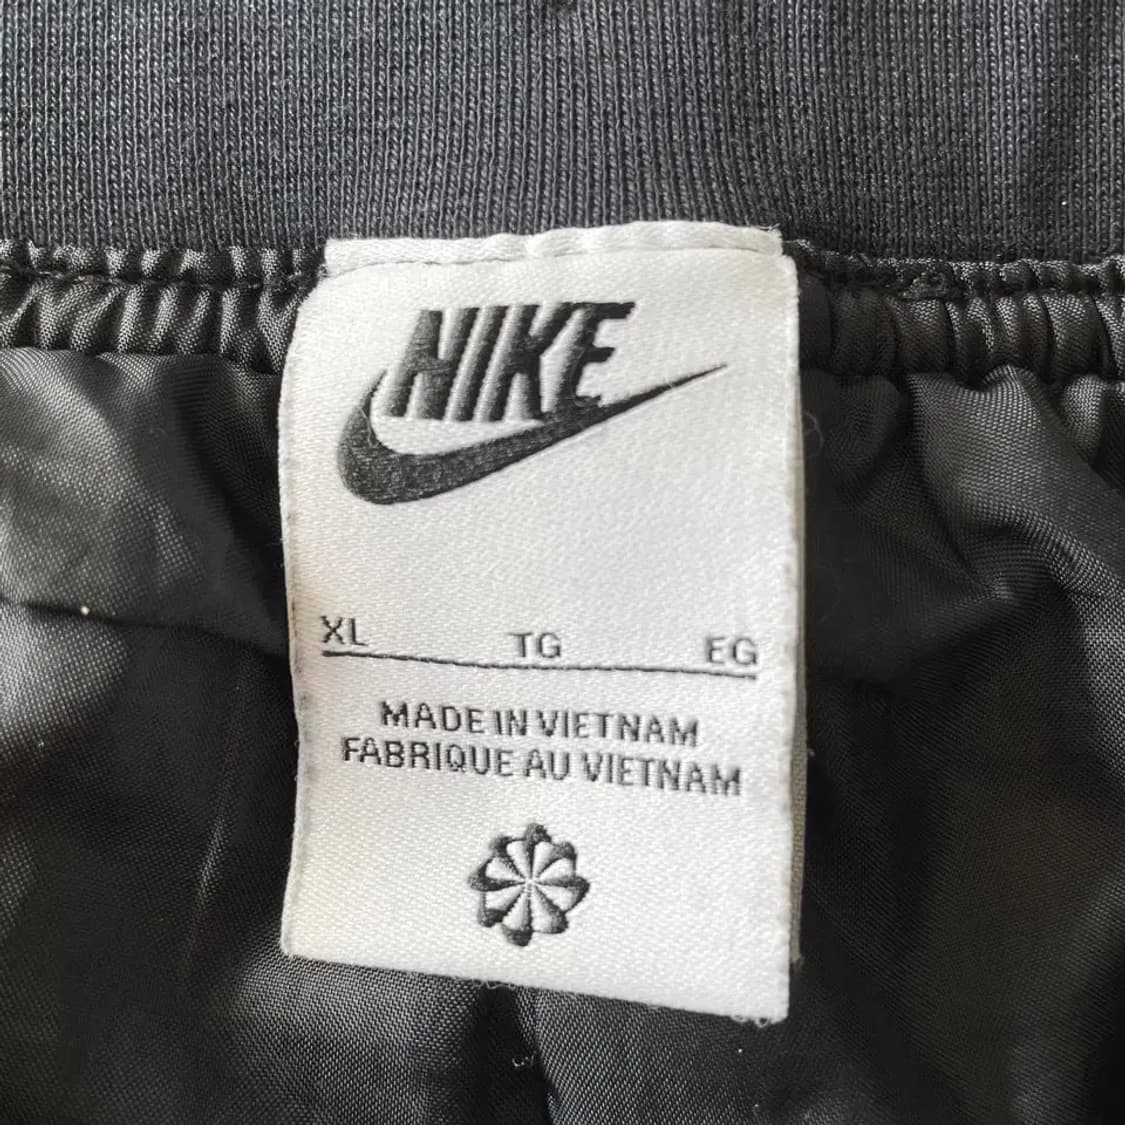 NIKE
XL TG EG
MADE IN VIETNAM
FABRIQUE AU VIETNAM